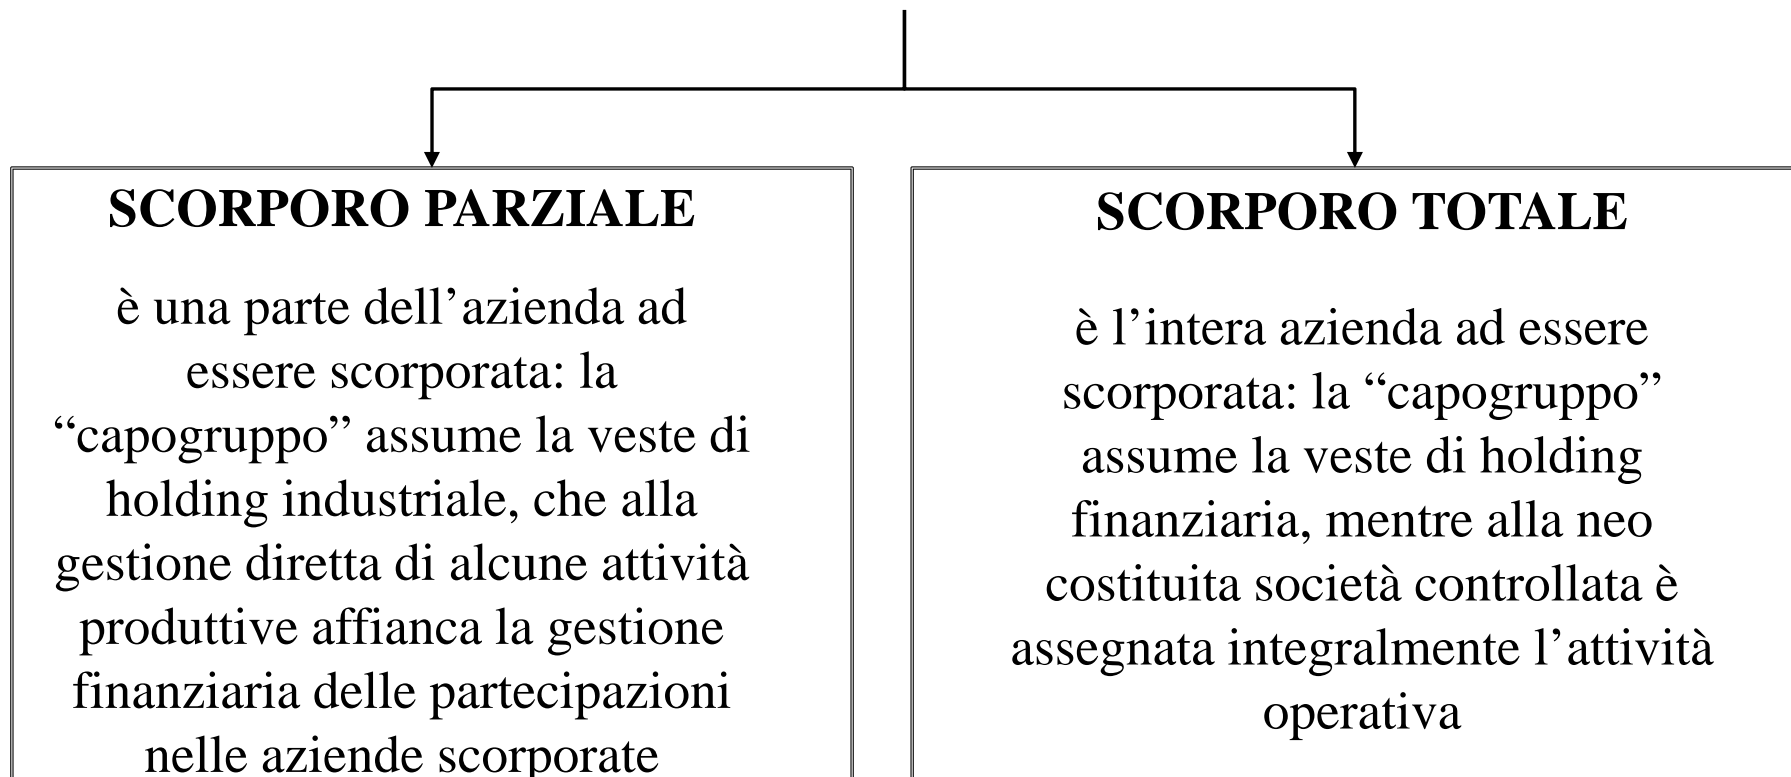 SCORPORO PARZIALE
è una parte dell’azienda ad
essere scorporata: la
“capogruppo” assume la veste di
holding industriale, che alla
gestione diretta di alcune attività
produttive affianca la gestione
finanziaria delle partecipazioni
nelle aziende scorporate
SCORPORO TOTALE
è l’intera azienda ad essere
scorporata: la “capogruppo”
assume la veste di holding
finanziaria, mentre alla neo
costituita società controllata è
assegnata integralmente l’attività
operativa